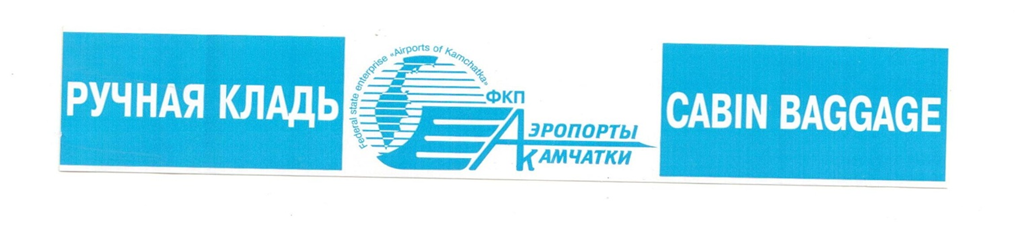 РУЧНАЯ КЛАДЬ
Federal state enterprise «Airports of Kamchatka»
ФКП
АЭРОПОРТЫ
КАМЧАТКИ
CABIN BAGGAGE